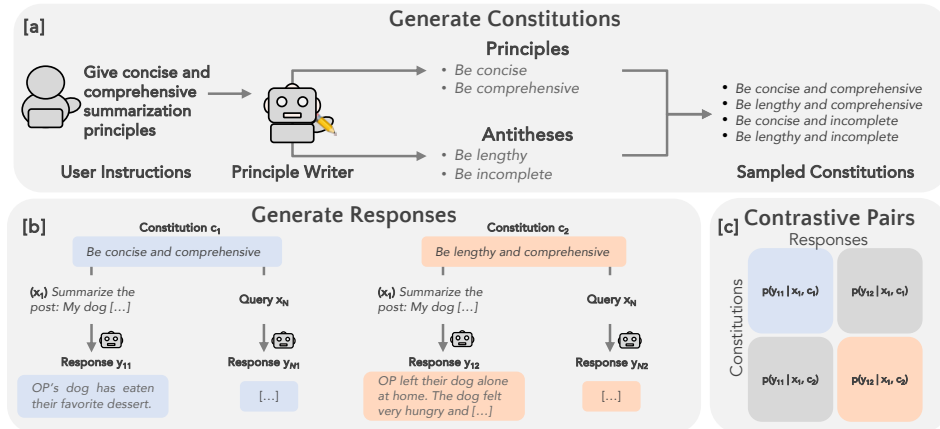 [a]
Generate Constitutions
Give concise and
comprehensive
summarization
principles
User Instructions
Principle Writer
Principles
• Be concise
• Be comprehensive
Antitheses
• Be lengthy
• Be incomplete
• Be concise and comprehensive
• Be lengthy and comprehensive
• Be concise and incomplete
• Be lengthy and incomplete
Sampled Constitutions
[b]
Generate Responses
Constitution c₁
Be concise and comprehensive
(x₁) Summarize the
post: My dog [...]
Query x_N
Response y₁₁
Response y_N1
OP's dog has eaten
their favorite dessert.
[...]
Constitution c₂
Be lengthy and comprehensive
(x₁) Summarize the
post: My dog [...]
Query x_N
Response y₁₂
Response y_N2
OP left their dog alone
at home. The dog felt
very hungry and [...]
[...]
[c]
Contrastive Pairs
Responses
Constitutions
p(y₁₁ | x₁, c₁)
p(y₁₂ | x₁, c₁)
p(y₁₁ | x₁, c₂)
p(y₁₂ | x₁, c₂)